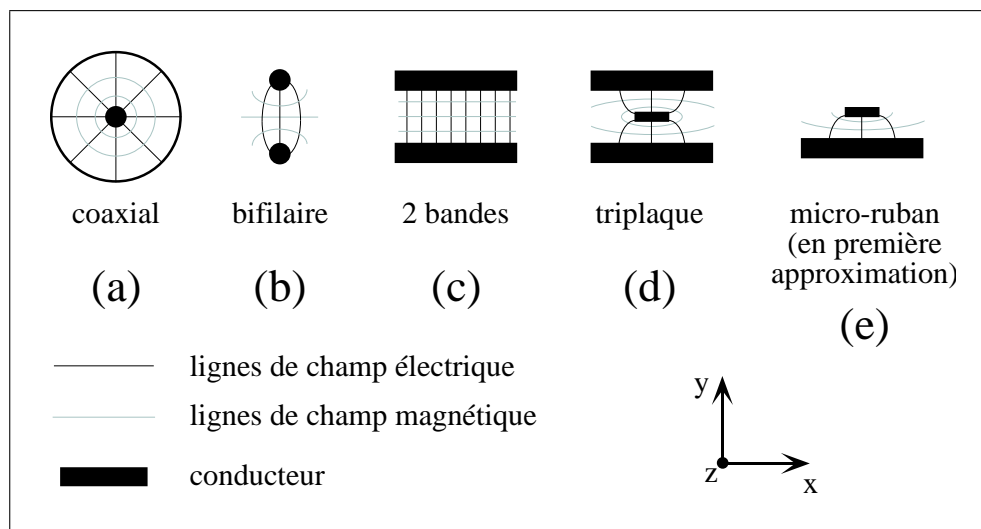 coaxial
bifilaire
2 bandes
triplaque
micro-ruban
(en première
approximation)
(a)
(b)
(c)
(d)
(e)
lignes de champ électrique
lignes de champ magnétique
conducteur
y
z
x